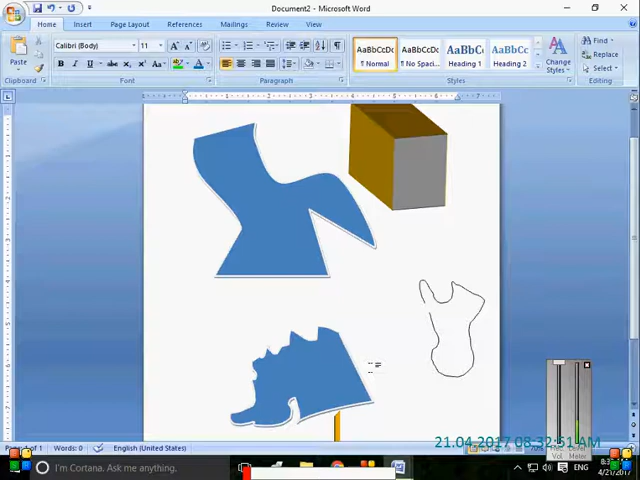 Document2 - Microsoft Word
Home Insert Page Layout References Mailings Review View
Paste
Calibri (Body) 11
AaBbCcDc AaBbCcDc AaBbC AaBbCc
¶ Normal ¶ No Spaci... Heading 1 Heading 2
Change Styles
Find
Replace
Select
Clipboard Font Paragraph Styles Editing
21.04.2017 08:32:51 AM
Words: 0 English (United States)
I'm Cortana. Ask me anything.
ENG
4/21/2017